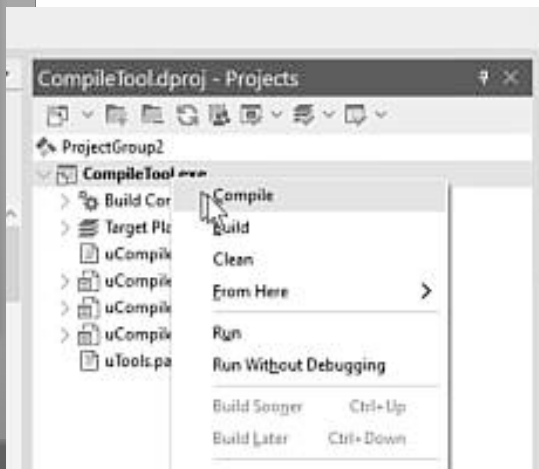 CompileTool.dproj - Projects
ProjectGroup2
CompileTool.exe
Build Con
Compile
Target Pla
Build
uCompile
Clean
uCompile
From Here
uCompile
uCompile
Run
uTools.pa
Run Without Debugging
Build Sooner Ctrl+Up
Build Later Ctrl+Down